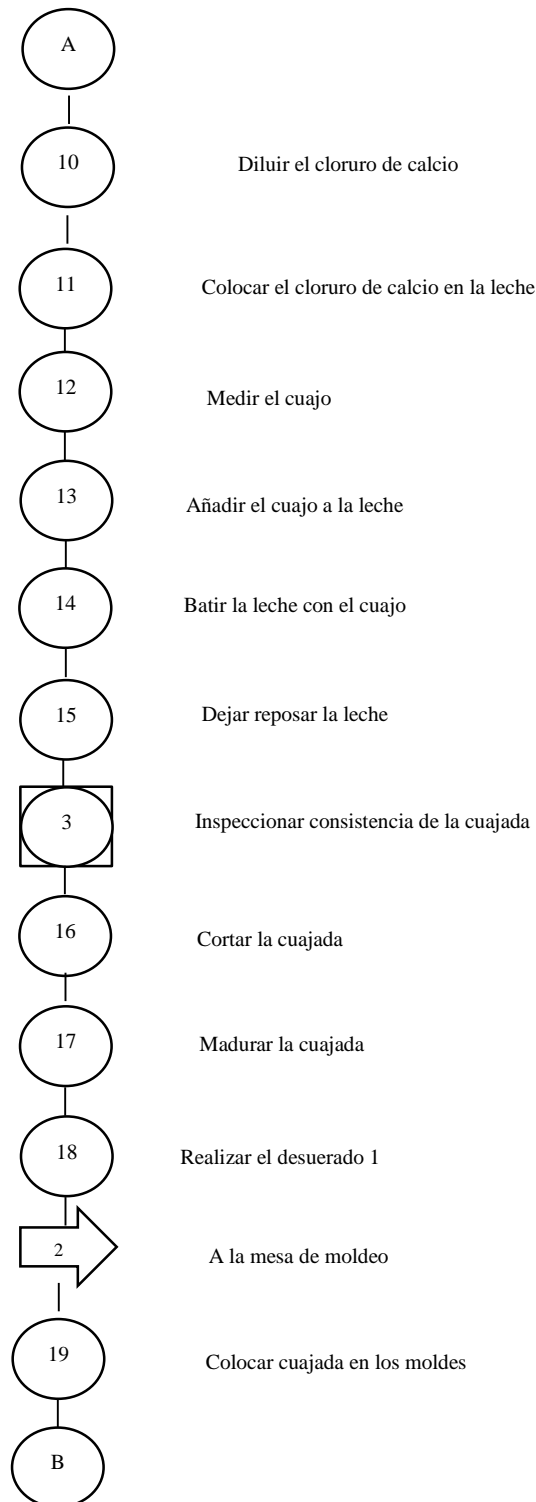 A
10 Diluir el cloruro de calcio
11 Colocar el cloruro de calcio en la leche
12 Medir el cuajo
13 Añadir el cuajo a la leche
14 Batir la leche con el cuajo
15 Dejar reposar la leche
3 Inspeccionar consistencia de la cuajada
16 Cortar la cuajada
17 Madurar la cuajada
18 Realizar el desuerado 1
2 A la mesa de moldeo
19 Colocar cuajada en los moldes
B